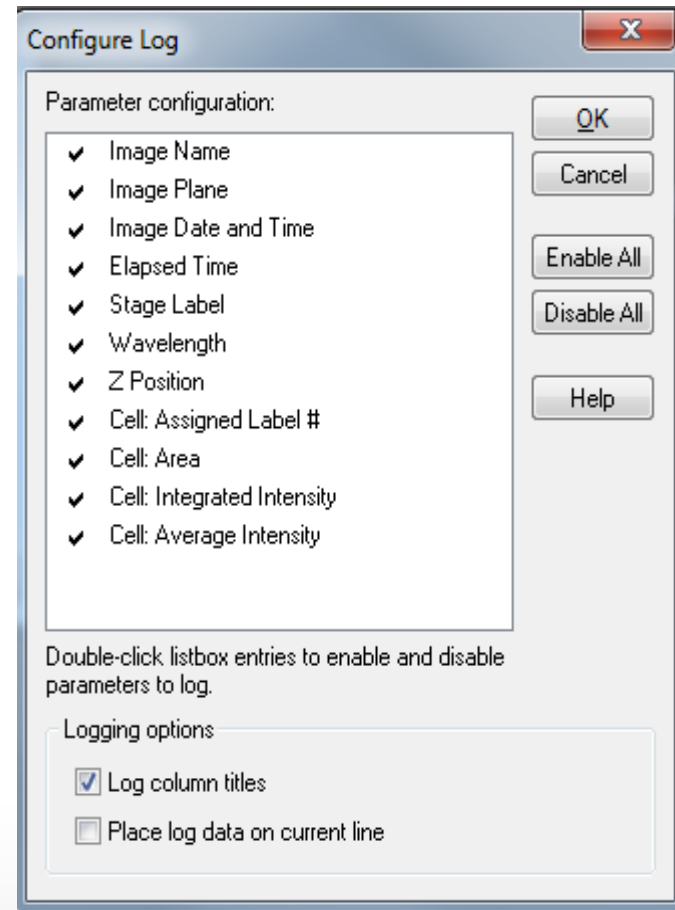 Configure Log
Parameter configuration:
Image Name
Image Plane
Image Date and Time
Elapsed Time
Stage Label
Wavelength
Z Position
Cell: Assigned Label #
Cell: Area
Cell: Integrated Intensity
Cell: Average Intensity
OK
Cancel
Enable All
Disable All
Help
Double-click listbox entries to enable and disable
parameters to log.
Logging options
Log column titles
Place log data on current line